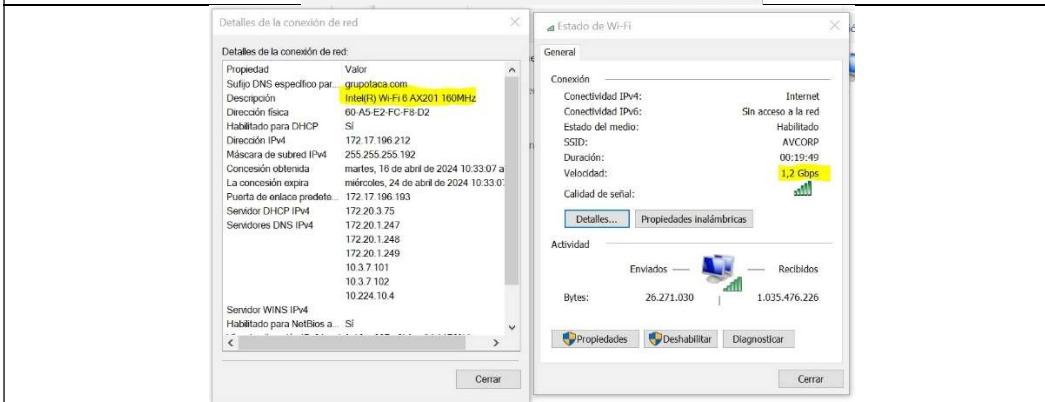 Detalles de la conexión de red
Detalles de la conexión de red:
Propiedad Valor
Sufijo DNS específico par... grupotaca.com
Descripción Intel(R) Wi-Fi 6 AX201 160MHz
Dirección física 60-A5-E2-FC-F8-D2
Habilitado para DHCP Sí
Dirección IPv4 172.17.196.212
Máscara de subred IPv4 255.255.255.192
Concesión obtenida martes, 16 de abril de 2024 10:33:07 a
La concesión expira miércoles, 24 de abril de 2024 10:33:07
Puerta de enlace predete... 172.17.196.193
Servidor DHCP IPv4 172.20.3.75
Servidores DNS IPv4 172.20.1.247
172.20.1.248
172.20.1.249
10.3.7.101
10.3.7.102
10.224.10.4
Servidor WINS IPv4
Habilitado para NetBios a... Sí
Cerrar
Estado de Wi-Fi
General
Conexión
Conectividad IPv4: Internet
Conectividad IPv6: Sin acceso a la red
Estado del medio: Habilitado
SSID: AVCORP
Duración: 00:19:49
Velocidad: 1,2 Gbps
Calidad de señal:
Detalles... Propiedades inalámbricas
Actividad
Enviados Recibidos
Bytes: 26.271.030 1.035.476.226
Propiedades Deshabilitar Diagnosticar
Cerrar